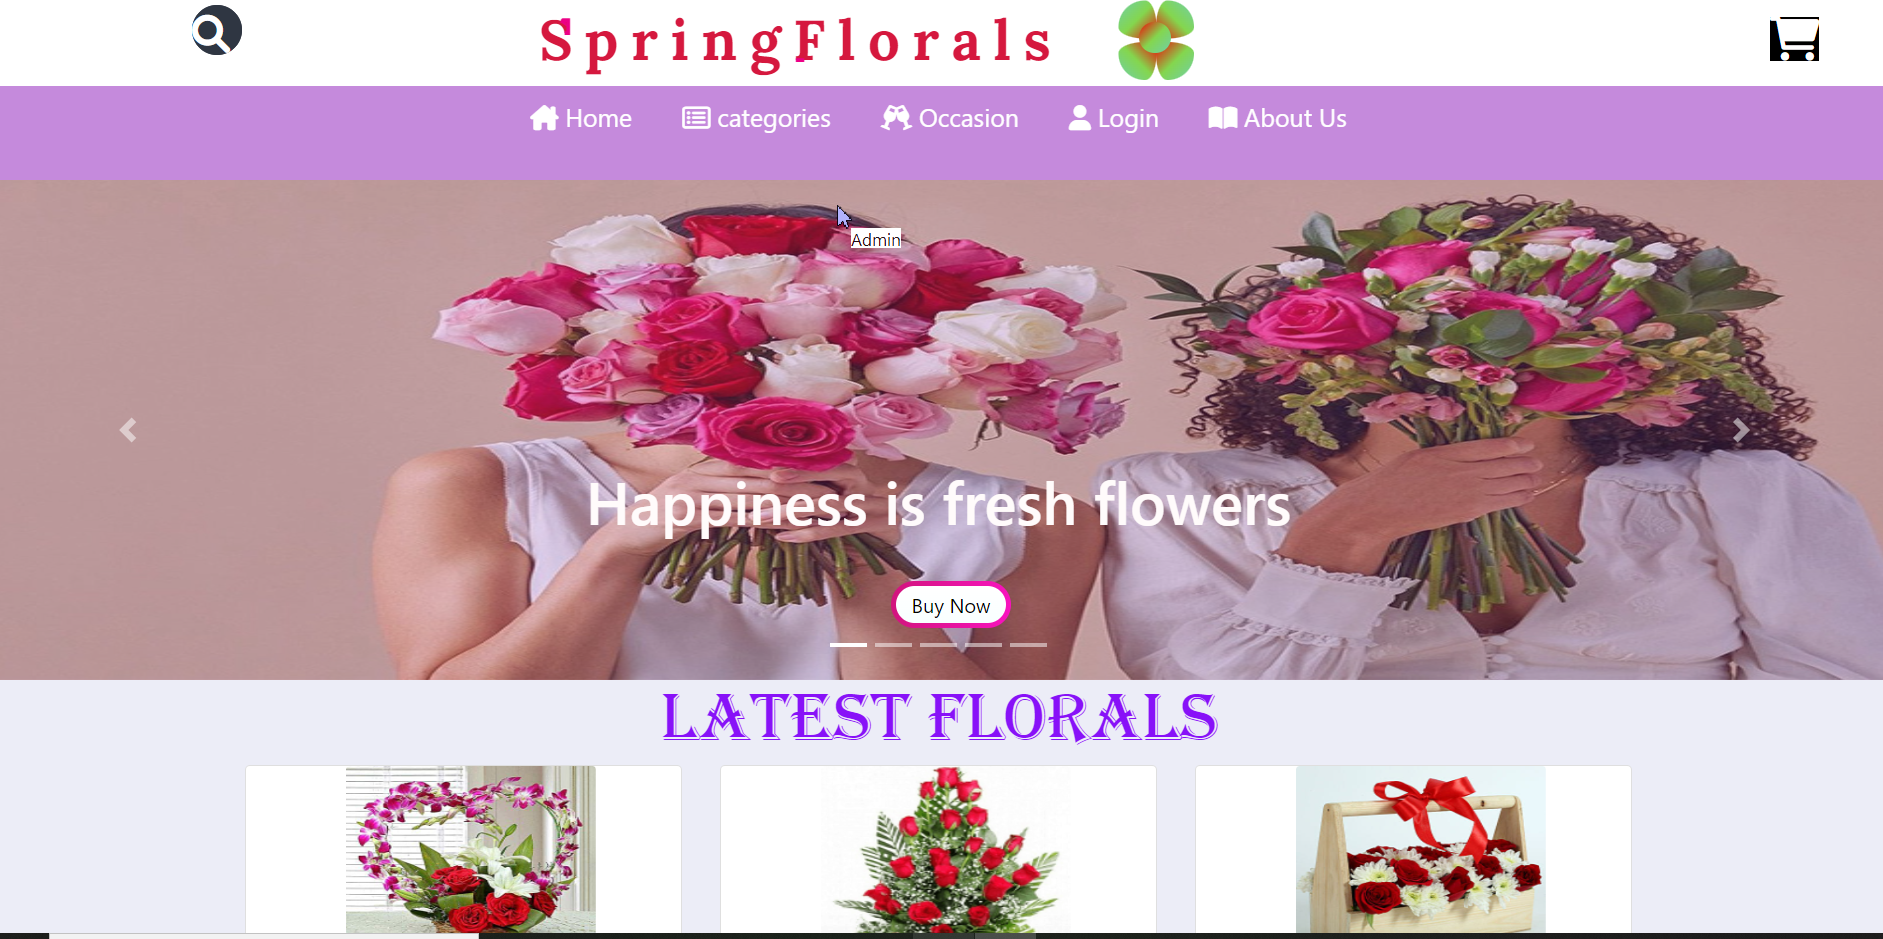 SpringFlorals
Home categories Occasion Login About Us
Admin
Happiness is fresh flowers
Buy Now
LATEST FLORALS